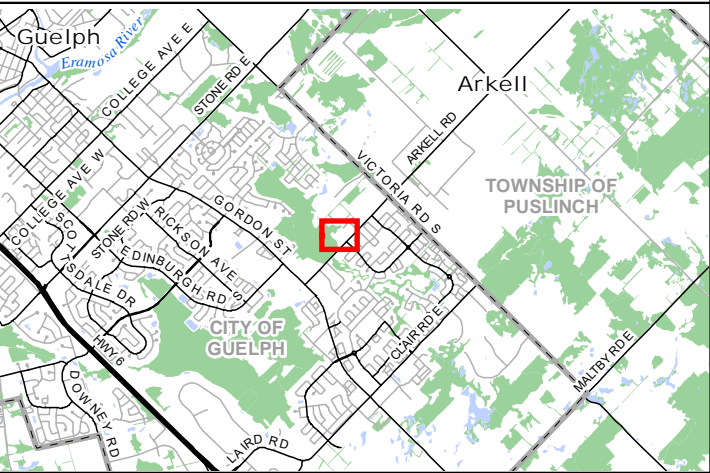 Guelph
Eramosa River
COLLEGE AVE E
STONE RD E
Arkell
ARKELL RD
VICTORIA RD S
TOWNSHIP OF
PUSLINCH
COLLEGE AVE W
SCOTTSDALE DR
STONE RD W
GORDON ST
RICKSON AVE S
EDINBURGH RD
CITY OF
GUELPH
CLAIR RD E
MALTBY RD E
HWY 6
DOWNEY RD
LAIRD RD